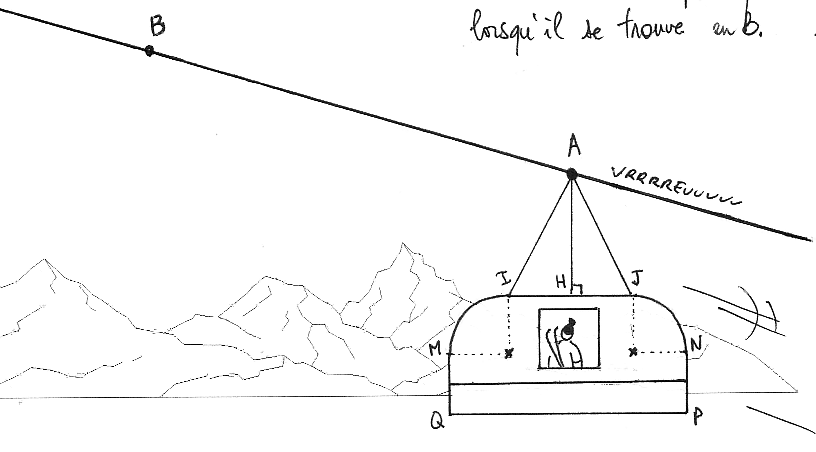 lorsqu'il se trouve en B.
B
A
VRRRREUUUUU
I H J
M N
Q P